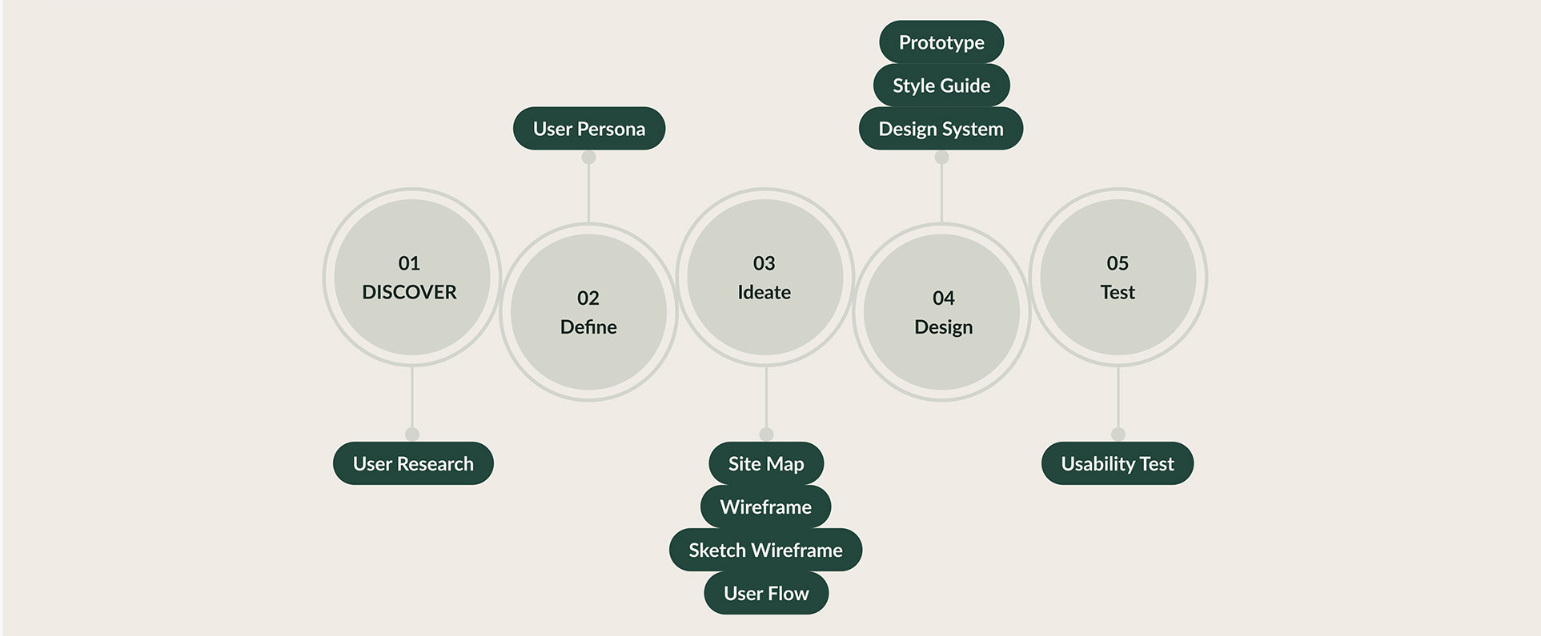 Prototype
Style Guide
Design System
User Persona
01
DISCOVER
02
Define
03
Ideate
04
Design
05
Test
User Research
Site Map
Wireframe
Sketch Wireframe
User Flow
Usability Test